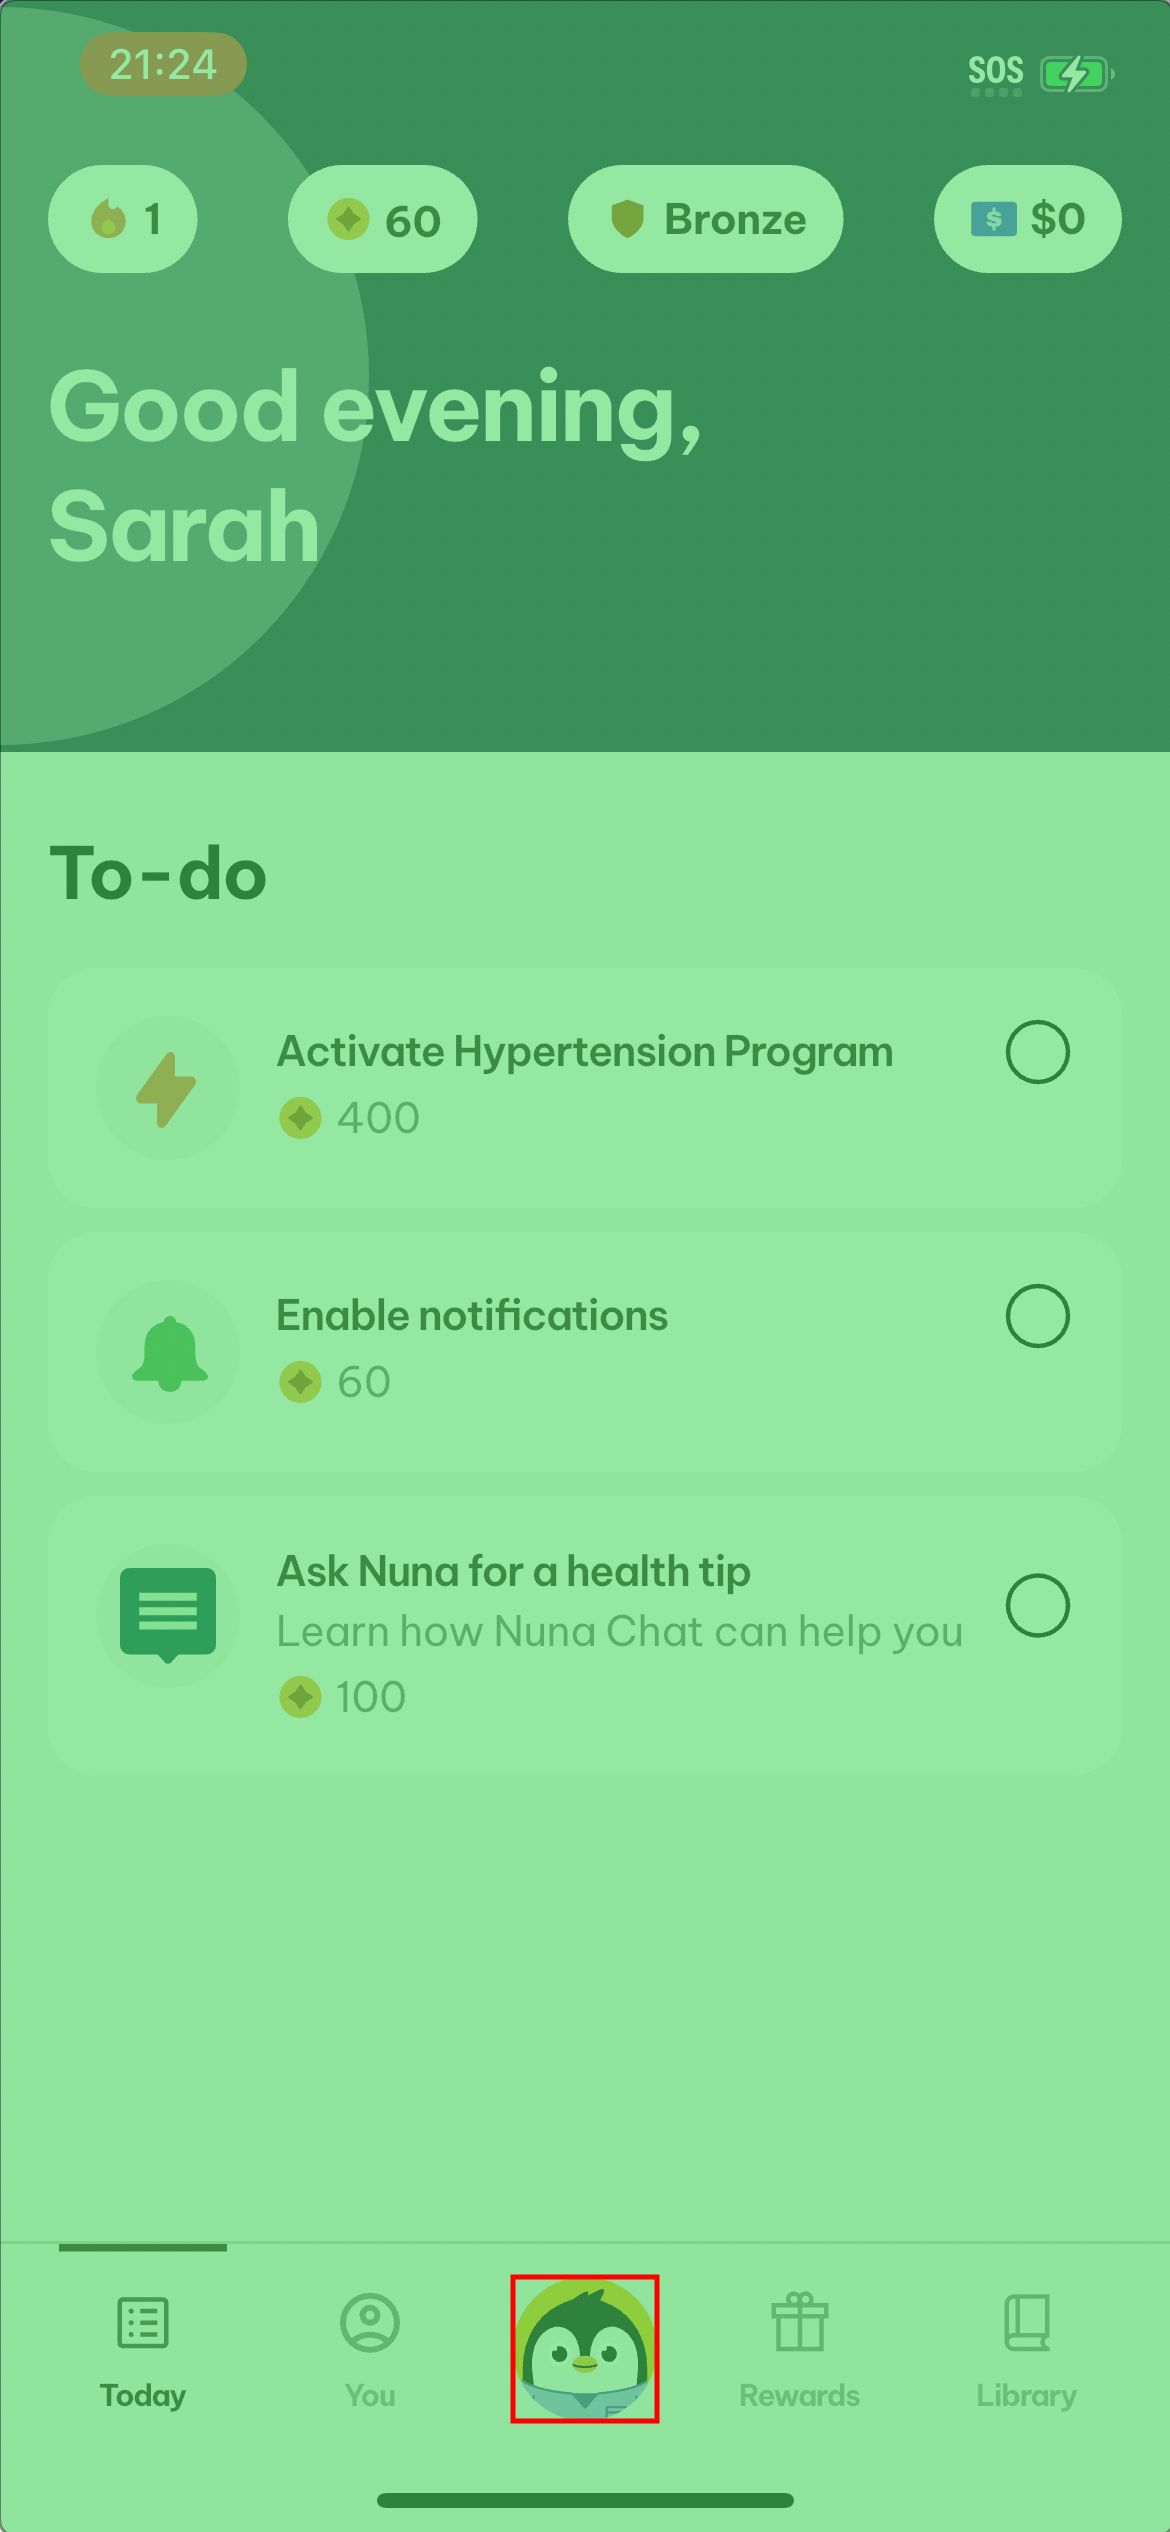 21:24
SOS
1
60
Bronze
$0
Good evening,
Sarah
To-do
Activate Hypertension Program
400
Enable notifications
60
Ask Nuna for a health tip
Learn how Nuna Chat can help you
100
Today
You
Rewards
Library